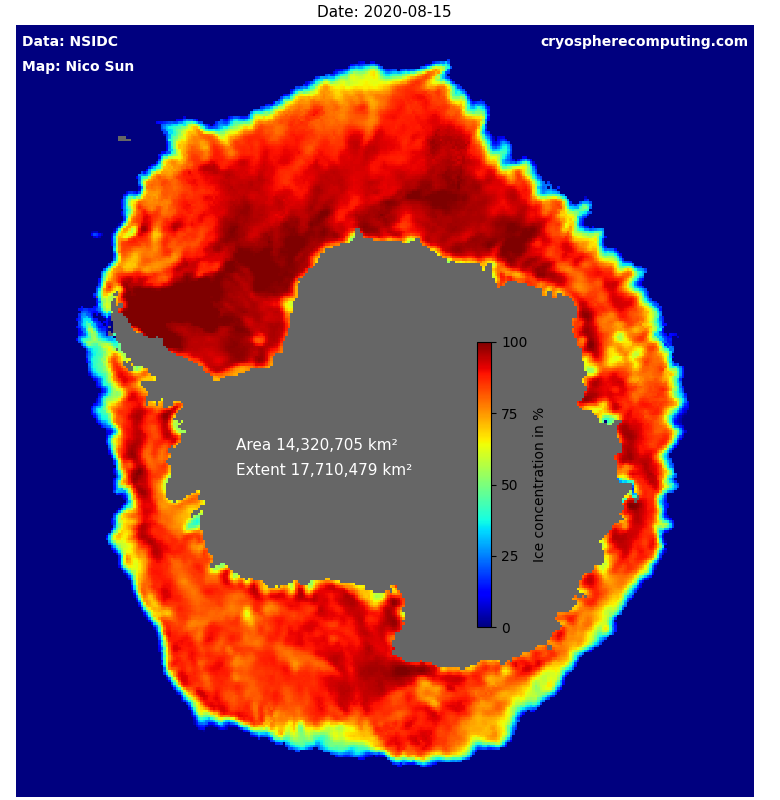 Date: 2020-08-15
Data: NSIDC
cryospherecomputing.com
Map: Nico Sun
100
75
50
25
0
Ice concentration in %
Area 14,320,705 km²
Extent 17,710,479 km²